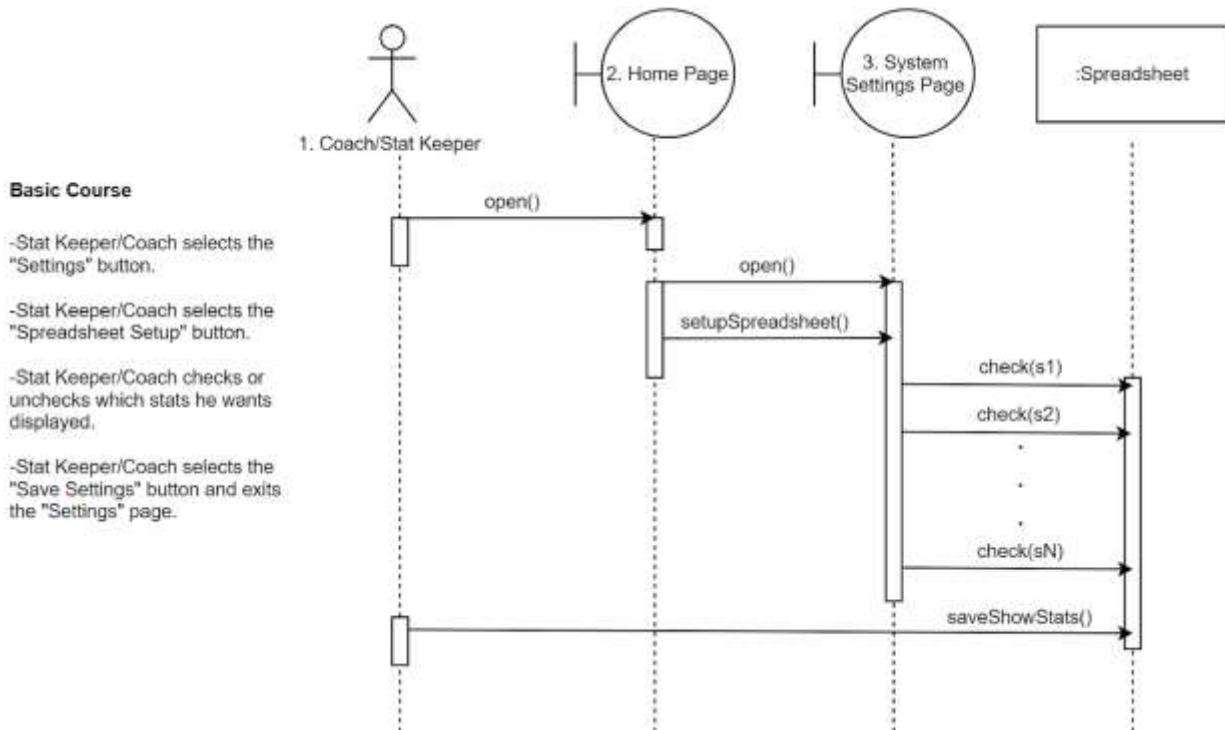 2. Home Page
3. System
Settings Page
:Spreadsheet
1. Coach/Stat Keeper
Basic Course
-Stat Keeper/Coach selects the
"Settings" button.
-Stat Keeper/Coach selects the
"Spreadsheet Setup" button.
-Stat Keeper/Coach checks or
unchecks which stats he wants
displayed.
-Stat Keeper/Coach selects the
"Save Settings" button and exits
the "Settings" page.
open()
open()
setupSpreadsheet()
check(s1)
check(s2)
.
.
.
check(sN)
saveShowStats()